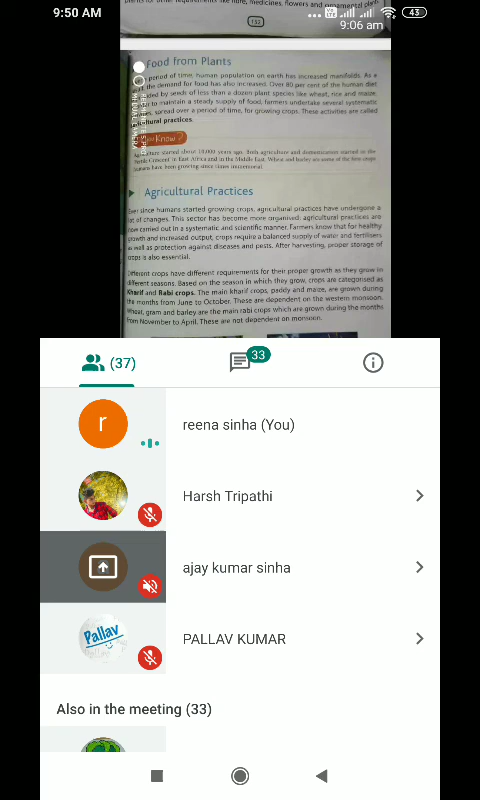 9:50 AM
43
9:06 am
152
Food from Plants
period of time, human population on earth has increased manifolds. As a
the demand for food has also increased. Over 80 per cent of the human diet
by seeds of less than a dozen plant species like wheat, rice and maize.
to maintain a steady supply of food, farmers undertake several systematic
spread over a period of time, for growing crops. These activities are called
agricultural practices.
Know?
Agriculture started about 10,000 years ago. Both agriculture and domestication started in the
Fertile Crescent in East Africa and in the Middle East. Wheat and barley are some of the first crops
humans have been growing since times immemorial.
Agricultural Practices
Ever since humans started growing crops, agricultural practices have undergone a
lot of changes. This sector has become more organised; agricultural practices are
now carried out in a systematic and scientific manner. Farmers know that for healthy
growth and increased output, crops require a balanced supply of water and fertilisers
as well as protection against diseases and pests. After harvesting, proper storage of
crops is also essential.
Different crops have different requirements for their proper growth as they grow in
different seasons. Based on the season in which they grow, crops are categorised as
Kharif and Rabi crops. The main kharif crops, paddy and maize, are grown during
the months from June to October. These are dependent on the western monsoon.
Wheat, gram and barley are the main rabi crops which are grown during the months
from November to April. These are not dependent on monsoon.
(37)
33
r
reena sinha (You)
Harsh Tripathi
ajay kumar sinha
Pallav
PALLAV KUMAR
Also in the meeting (33)